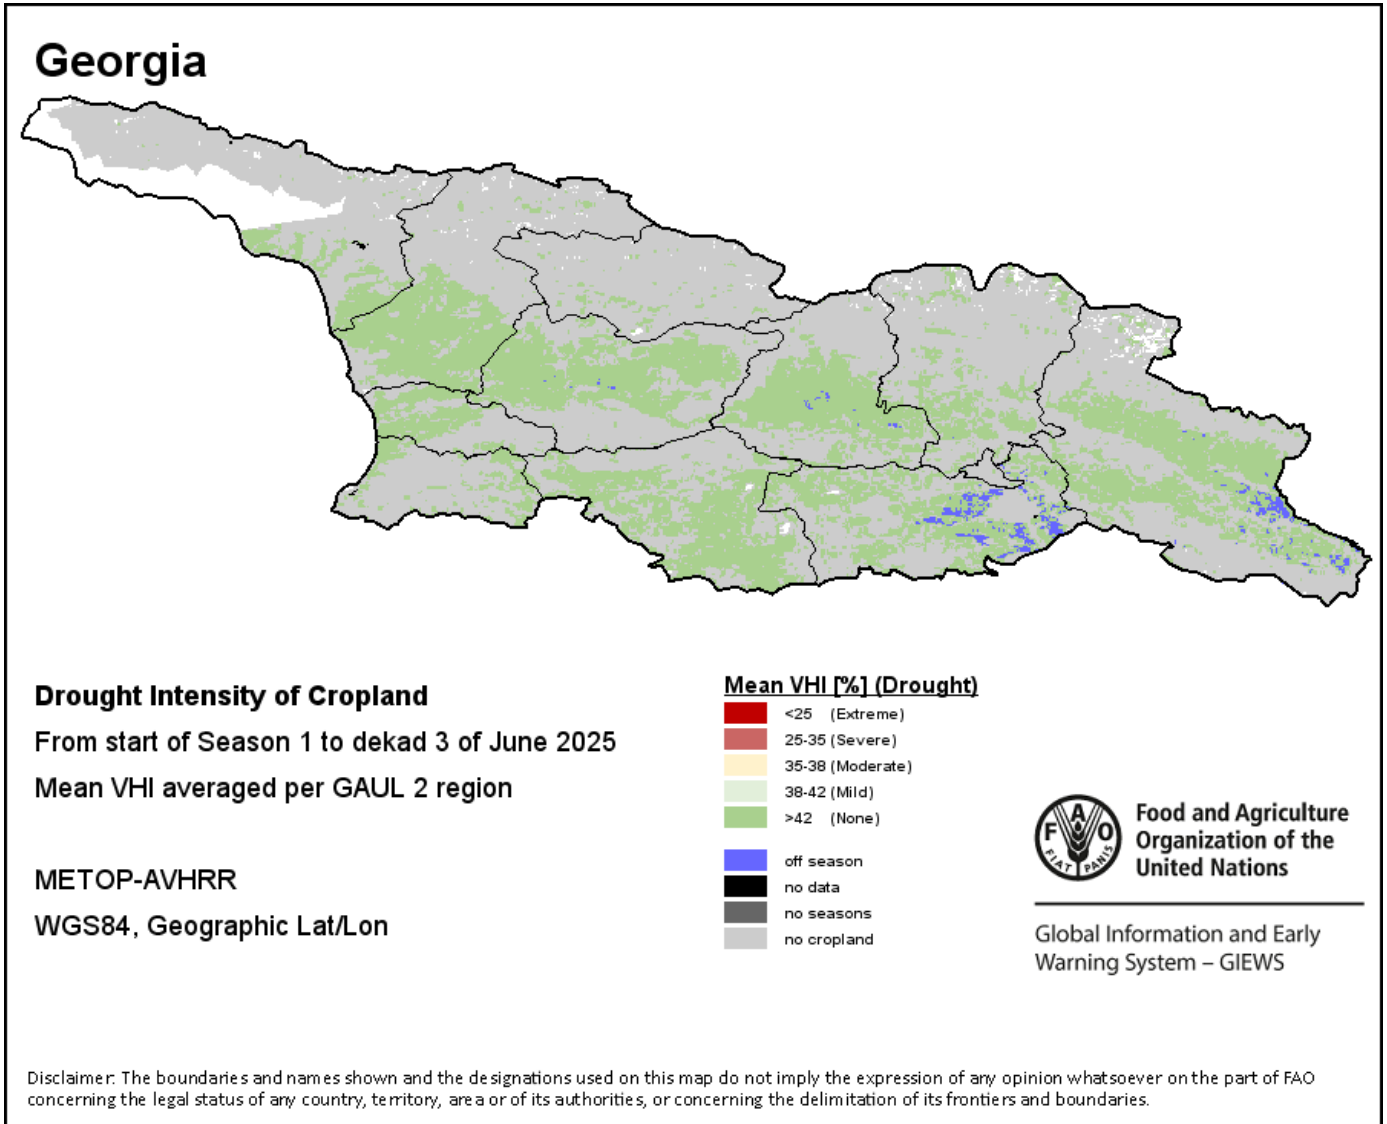 Georgia
Drought Intensity of Cropland
From start of Season 1 to dekad 3 of June 2025
Mean VHI averaged per GAUL 2 region
METOP-AVHRR
WGS84, Geographic Lat/Lon
Mean VHI [%] (Drought)
<25 (Extreme)
25-35 (Severe)
35-38 (Moderate)
38-42 (Mild)
>42 (None)
off season
no data
no seasons
no cropland
F A O
FIAT PANIS
Food and Agriculture
Organization of the
United Nations
Global Information and Early
Warning System – GIEWS
Disclaimer: The boundaries and names shown and the designations used on this map do not imply the expression of any opinion whatsoever on the part of FAO
concerning the legal status of any country, territory, area or of its authorities, or concerning the delimitation of its frontiers and boundaries.